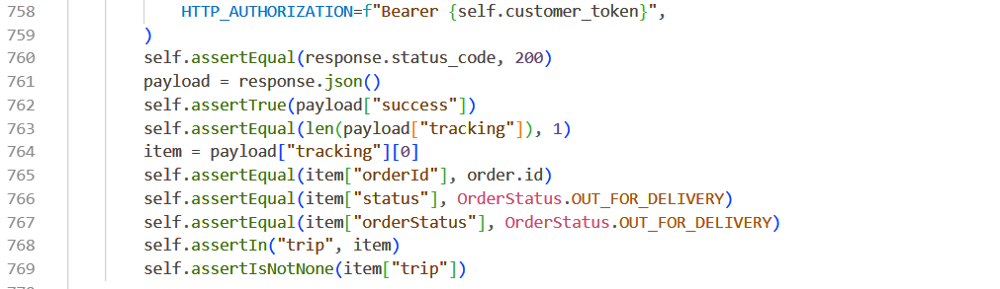 758 HTTP_AUTHORIZATION=f"Bearer {self.customer_token}",
759 )
760 self.assertEqual(response.status_code, 200)
761 payload = response.json()
762 self.assertTrue(payload["success"])
763 self.assertEqual(len(payload["tracking"]), 1)
764 item = payload["tracking"][0]
765 self.assertEqual(item["orderId"], order.id)
766 self.assertEqual(item["status"], OrderStatus.OUT_FOR_DELIVERY)
767 self.assertEqual(item["orderStatus"], OrderStatus.OUT_FOR_DELIVERY)
768 self.assertIn("trip", item)
769 self.assertIsNotNone(item["trip"])